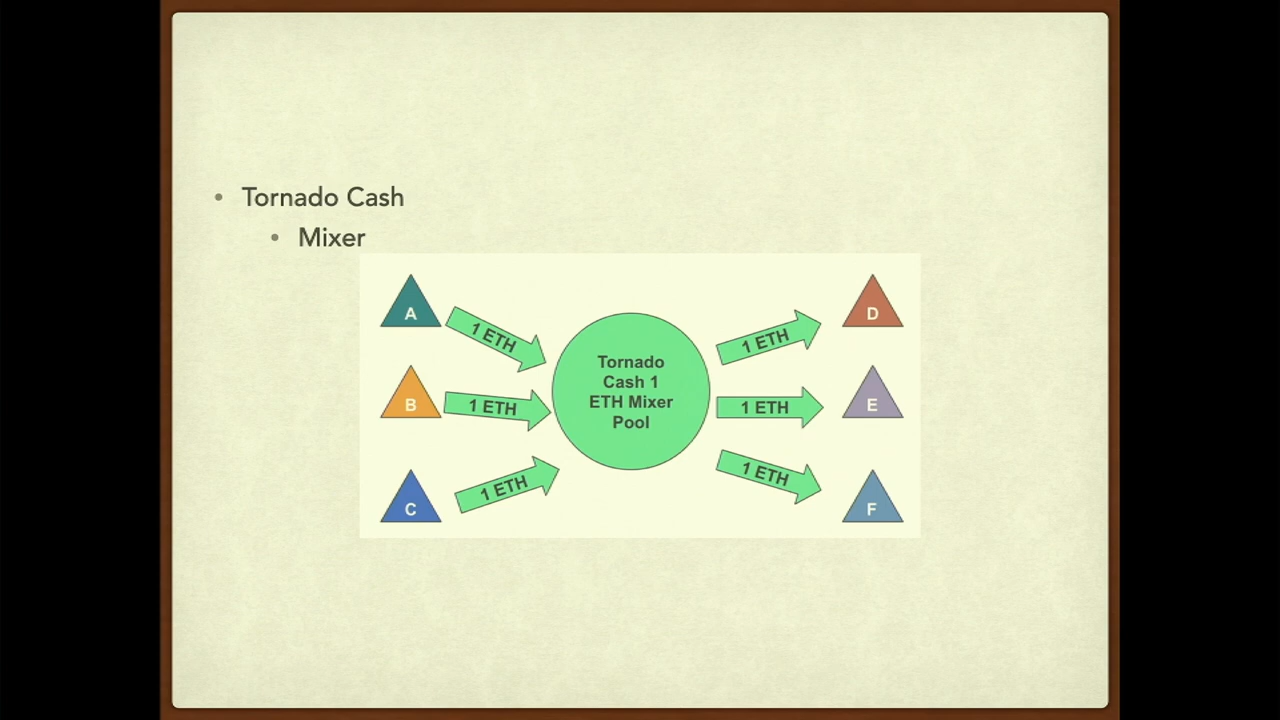 Tornado Cash
Mixer
A
1 ETH
D
1 ETH
Tornado
Cash 1
ETH Mixer
Pool
B
1 ETH
1 ETH
E
C
1 ETH
1 ETH
F